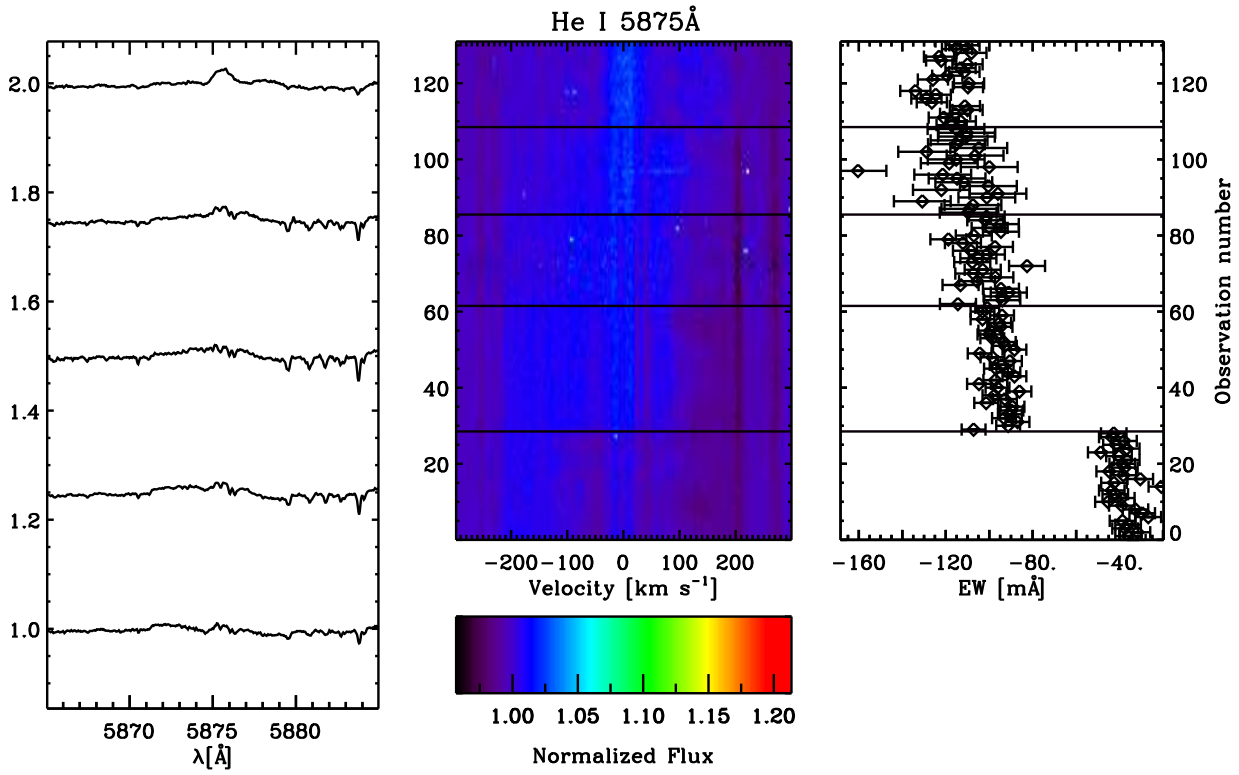 He I 5875Å
2.0
1.8
1.6
1.4
1.2
1.0
5870 5875 5880
λ[Å]
120
100
80
60
40
20
-200 -100 0 100 200
Velocity [km s⁻¹]
1.00 1.05 1.10 1.15 1.20
Normalized Flux
120
100
80
60
40
20
0
Observation number
-160 -120 -80. -40.
EW [mÅ]